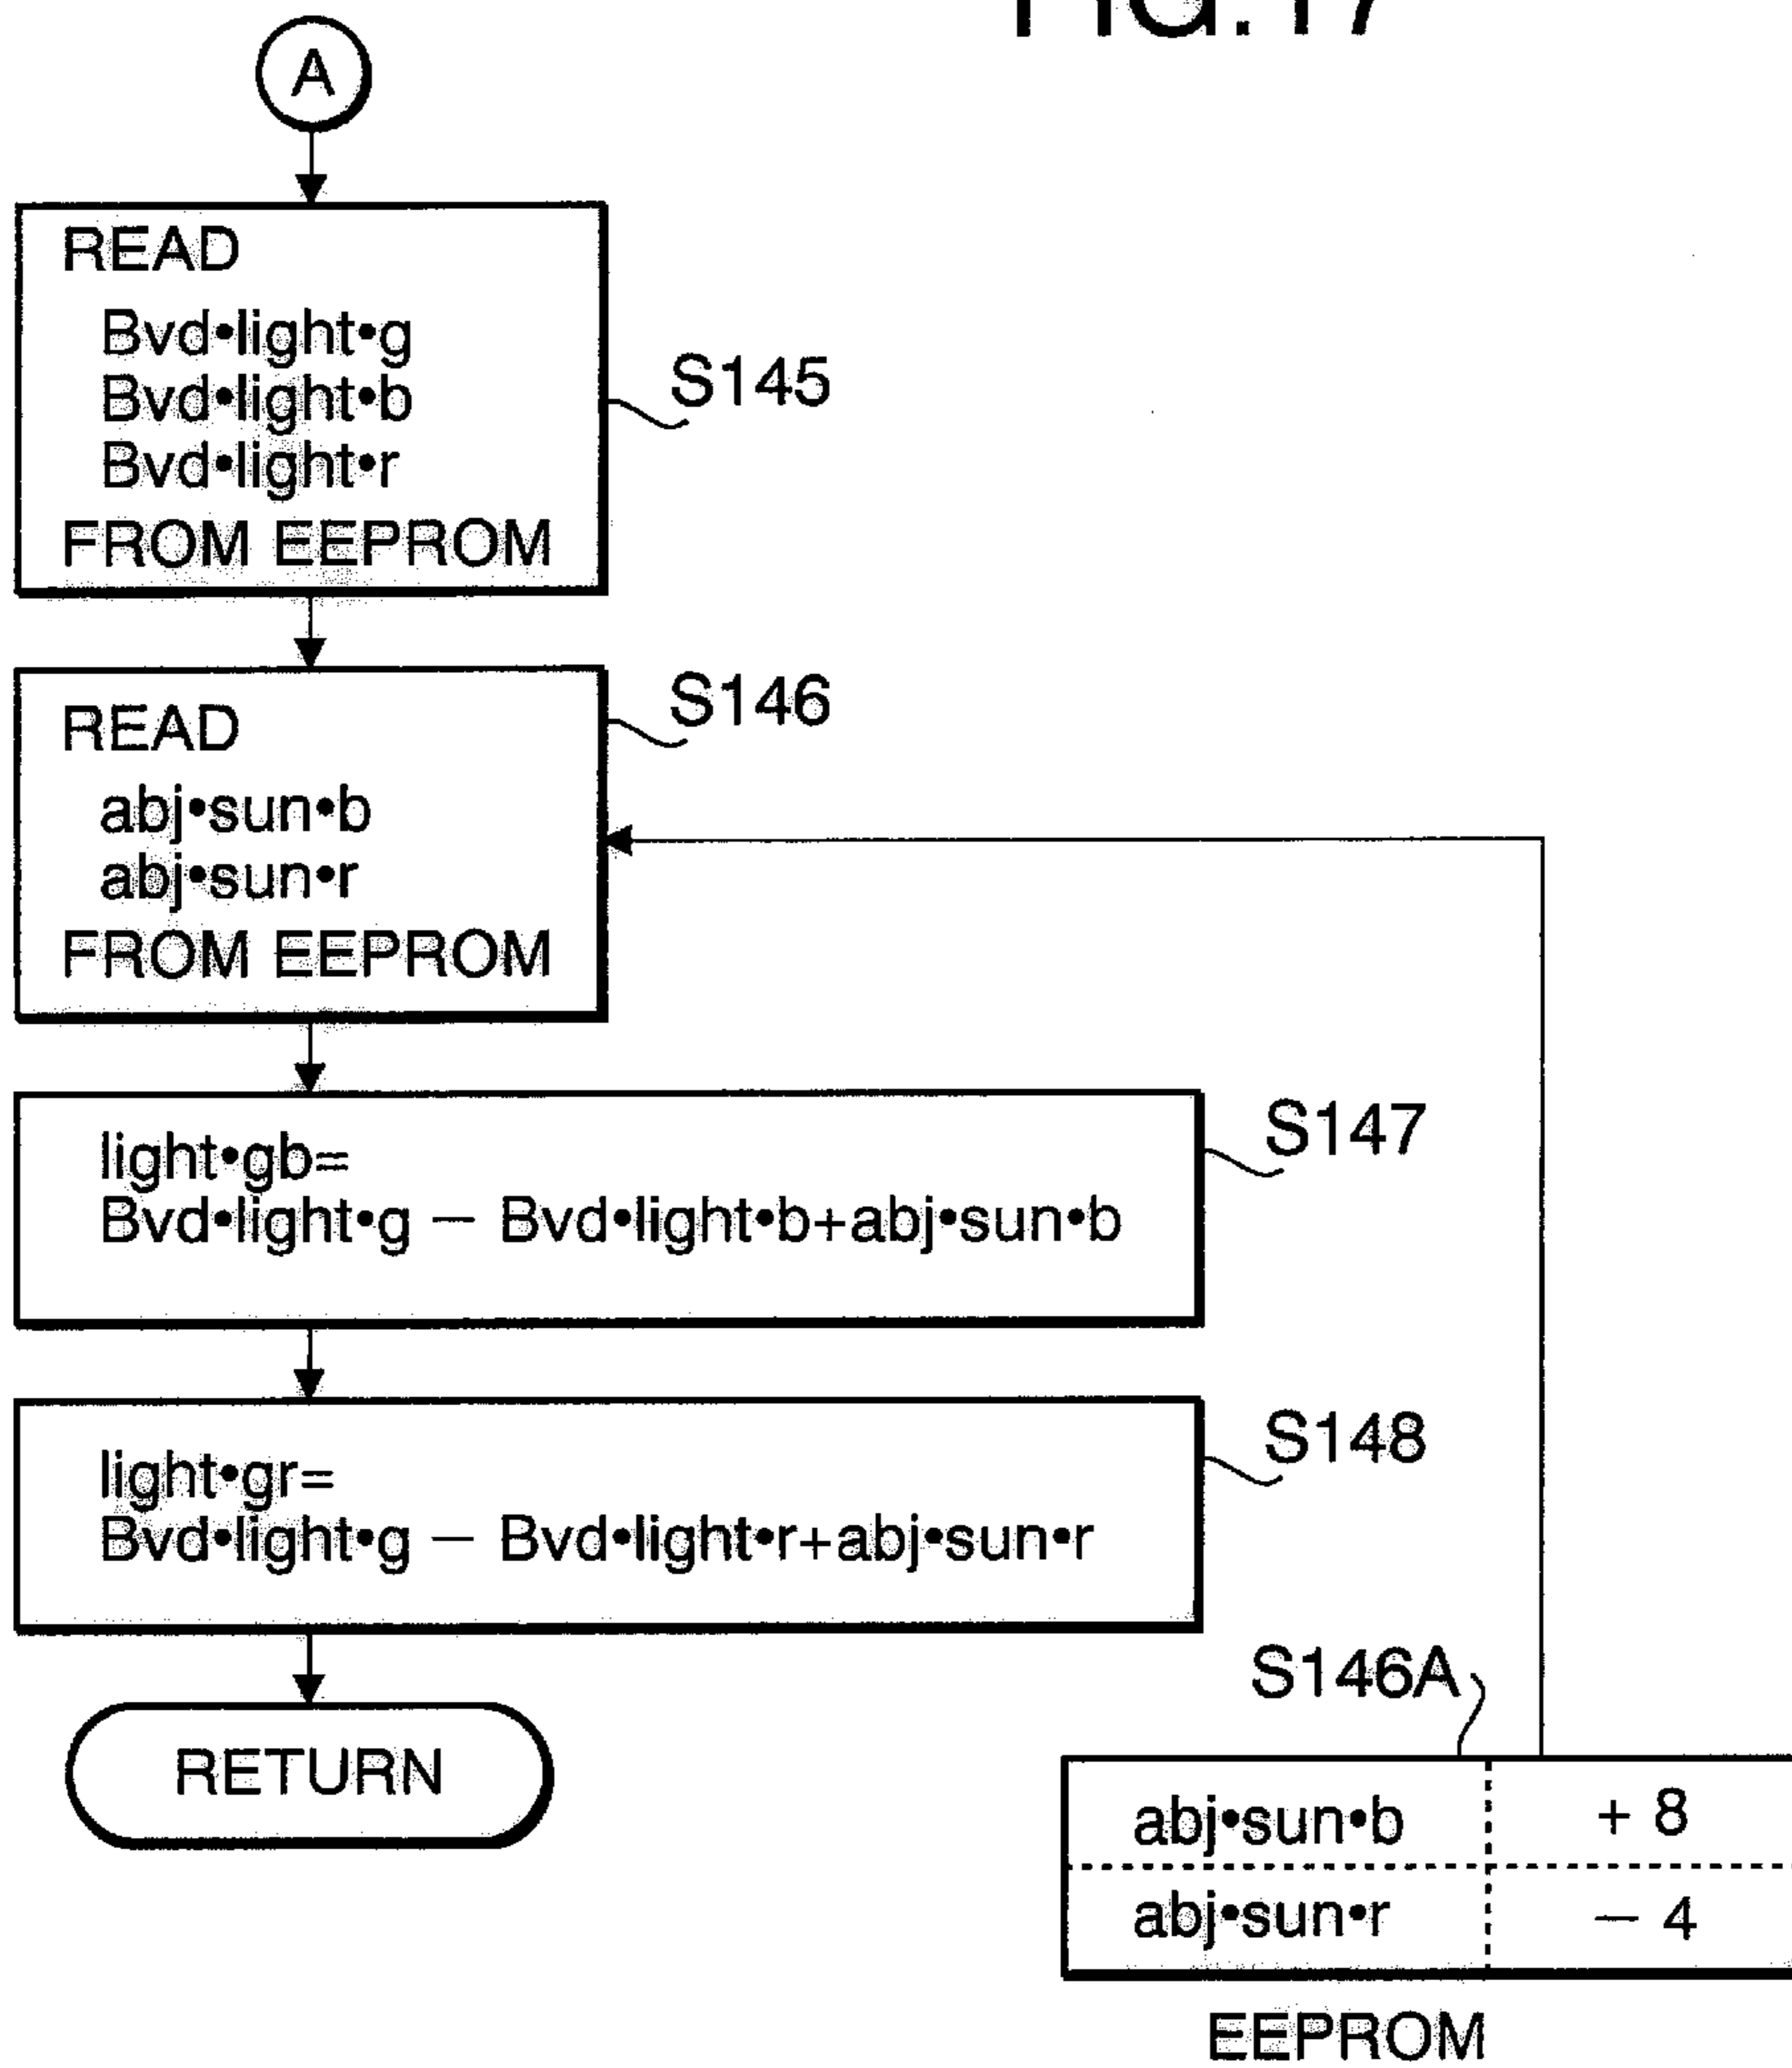 FIG.17
A
READ
Bvd•light•g
Bvd•light•b
Bvd•light•r
FROM EEPROM
S145
READ
abj•sun•b
abj•sun•r
FROM EEPROM
S146
light•gb=
Bvd•light•g − Bvd•light•b+abj•sun•b
S147
light•gr=
Bvd•light•g − Bvd•light•r+abj•sun•r
S148
RETURN
S146A
abj•sun•b + 8
abj•sun•r − 4
EEPROM